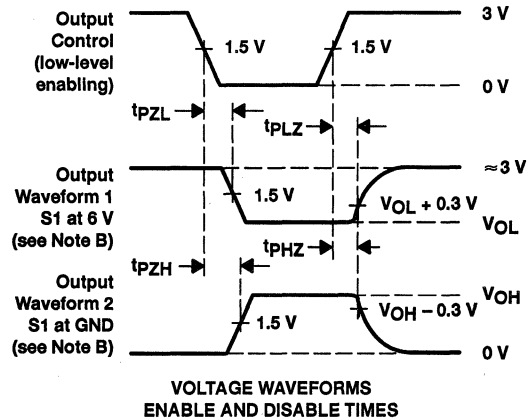 Output
Control
(low-level
enabling)
1.5 V
1.5 V
3 V
0 V
tPZL
tPLZ
Output
Waveform 1
S1 at 6 V
(see Note B)
1.5 V
≈3 V
VOL + 0.3 V
VOL
tPHZ
tPZH
Output
Waveform 2
S1 at GND
(see Note B)
1.5 V
VOH
VOH – 0.3 V
0 V
VOLTAGE WAVEFORMS
ENABLE AND DISABLE TIMES